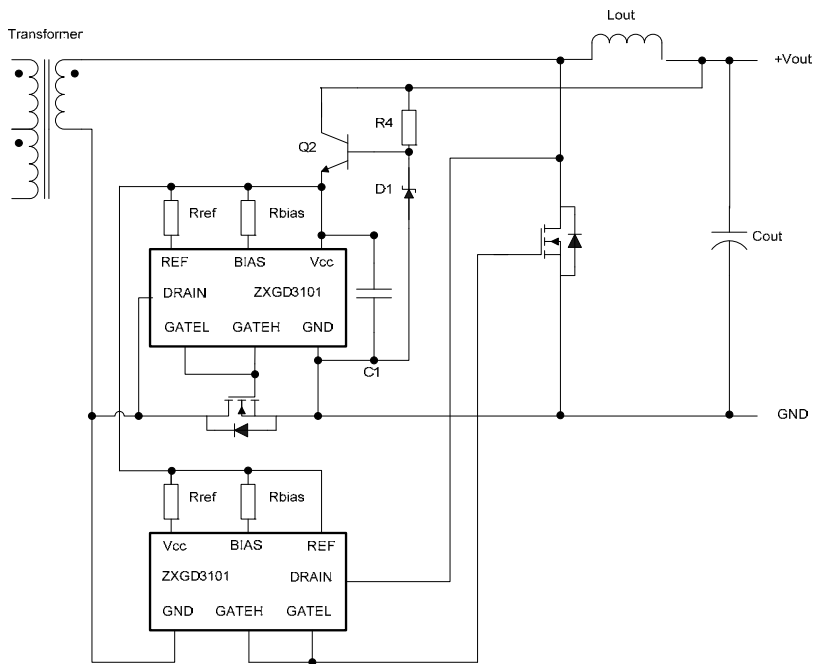 Lout
Transformer
+Vout
R4
Q2
D1
Rref
Rbias
Cout
REF
BIAS
Vcc
DRAIN
ZXGD3101
GATEL
GATEH
GND
C1
GND
Rref
Rbias
Vcc
BIAS
REF
ZXGD3101
DRAIN
GND
GATEH
GATEL